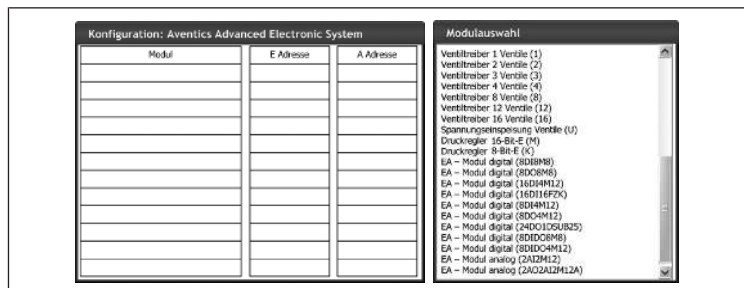 Konfiguration: Aventics Advanced Electronic System
Modul E Adresse A Adresse
Modulauswahl
Ventiltreiber 1 Ventile (1)
Ventiltreiber 2 Ventile (2)
Ventiltreiber 3 Ventile (3)
Ventiltreiber 4 Ventile (4)
Ventiltreiber 8 Ventile (8)
Ventiltreiber 12 Ventile (12)
Ventiltreiber 16 Ventile (16)
Spannungseinspeisung Ventile (U)
Druckregler 16-Bit-E (M)
Druckregler 8-Bit-E (K)
EA – Modul digital (8DI8M8)
EA – Modul digital (8DO8M8)
EA – Modul digital (16DI4M12)
EA – Modul digital (16DI16FZK)
EA – Modul digital (8DI4M12)
EA – Modul digital (8DO4M12)
EA – Modul digital (24DO1DSUB25)
EA – Modul digital (8DIDO8M8)
EA – Modul digital (8DIDO4M12)
EA – Modul analog (2AI2M12)
EA – Modul analog (2AO2AI2M12A)